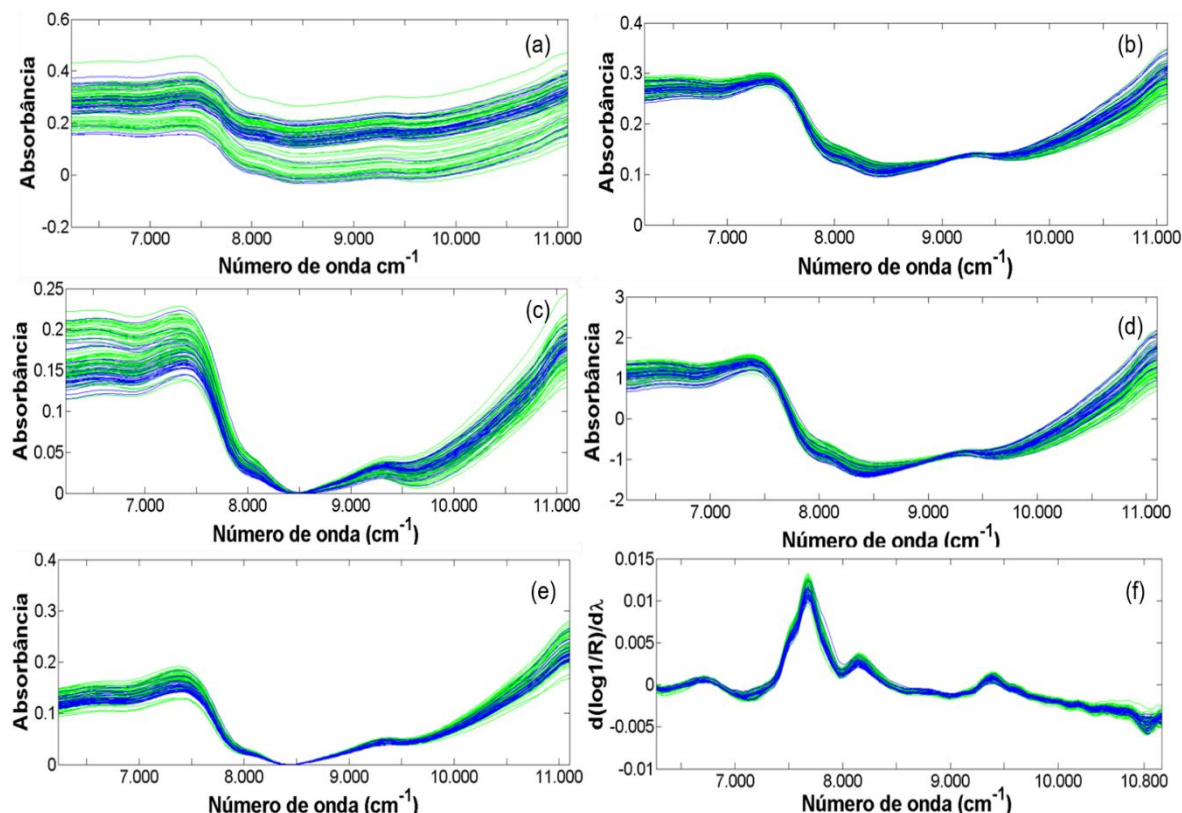 0.6
0.4
0.2
0
-0.2
Absorbância
(a)
7.000 8.000 9.000 10.000 11.000
Número de onda cm-1
0.4
0.3
0.2
0.1
0
Absorbância
(b)
7.000 8.000 9.000 10.000 11.000
Número de onda (cm-1)
0.25
0.2
0.15
0.1
0.05
0
Absorbância
(c)
7.000 8.000 9.000 10.000 11.000
Número de onda (cm-1)
3
2
1
0
-1
-2
Absorbância
(d)
7.000 8.000 9.000 10.000 11.000
Número de onda (cm-1)
0.4
0.3
0.2
0.1
0
Absorbância
(e)
7.000 8.000 9.000 10.000 11.000
Número de onda (cm-1)
0.015
0.01
0.005
0
-0.005
-0.01
d(log1/R)/dλ
(f)
7.000 8.000 9.000 10.000 10.800
Número de onda (cm-1)